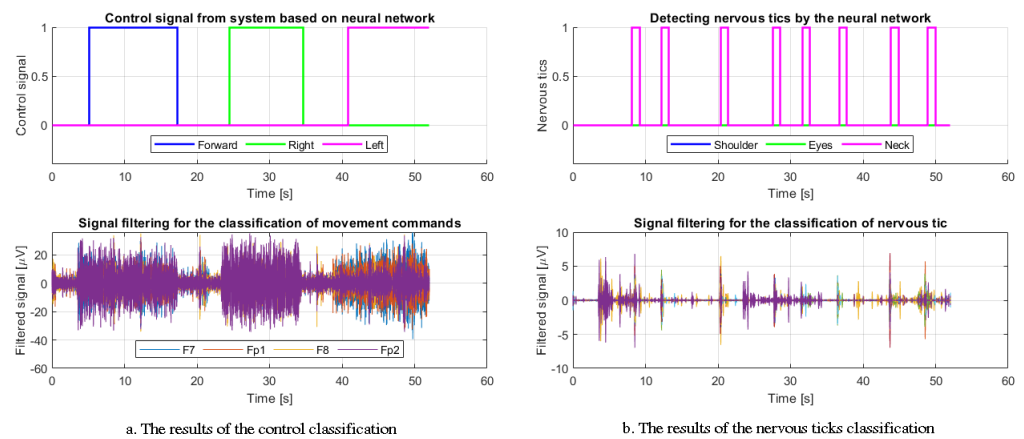 Control signal from system based on neural network
Control signal
1
0.5
0
Forward Right Left
0 10 20 30 40 50 60
Time [s]
Detecting nervous tics by the neural network
Nervous tics
1
0.5
0
Shoulder Eyes Neck
0 10 20 30 40 50 60
Time [s]
Signal filtering for the classification of movement commands
Filtered signal [μV]
20
0
-20
-40
-60
F7 Fp1 F8 Fp2
0 10 20 30 40 50 60
Time [s]
Signal filtering for the classification of nervous tic
Filtered signal [μV]
10
5
0
-5
-10
0 10 20 30 40 50 60
Time [s]
a. The results of the control classification
b. The results of the nervous ticks classification